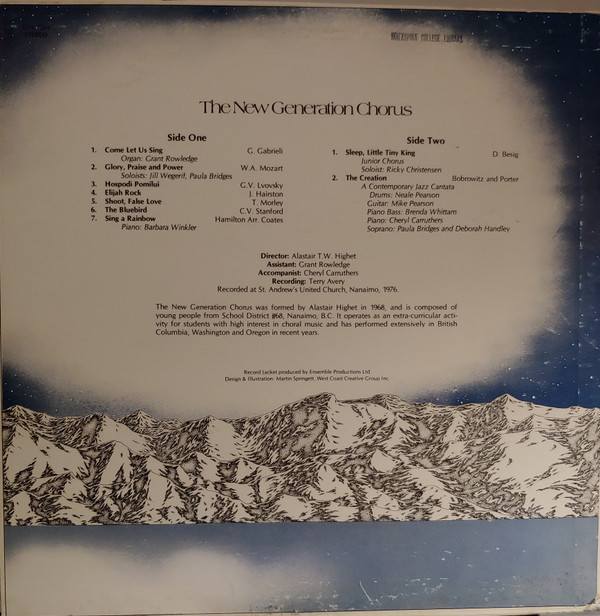 STEREO
The New Generation Chorus
Side One
1. Come Let Us Sing G. Gabrieli
Organ: Grant Rowledge
2. Glory, Praise and Power W.A. Mozart
Soloists: Jill Wegerif, Paula Bridges
3. Hospodi Pomilui G.V. Lvovsky
4. Elijah Rock J. Hairston
5. Shoot, False Love T. Morley
6. The Bluebird C.V. Stanford
7. Sing a Rainbow Hamilton Arr. Coates
Piano: Barbara Winkler
Side Two
1. Sleep, Little Tiny King D. Besig
Junior Chorus
Soloist: Ricky Christensen
2. The Creation Bobrowitz and Porter
A Contemporary Jazz Cantata
Drums: Neale Pearson
Guitar: Mike Pearson
Piano Bass: Brenda Whittam
Piano: Cheryl Carruthers
Soprano: Paula Bridges and Deborah Handley
Director: Alastair T.W. Highet
Assistant: Grant Rowledge
Accompanist: Cheryl Carruthers
Recording: Terry Avery
Recorded at St. Andrew's United Church, Nanaimo, 1976.
The New Generation Chorus was formed by Alastair Highet in 1968, and is composed of
young people from School District #68, Nanaimo, B.C. It operates as an extra-curricular acti-
vity for students with high interest in choral music and has performed extensively in British
Columbia, Washington and Oregon in recent years.
Record Jacket produced by Ensemble Productions Ltd.
Design & Illustration: Martin Springett, West Coast Creative Group Inc.